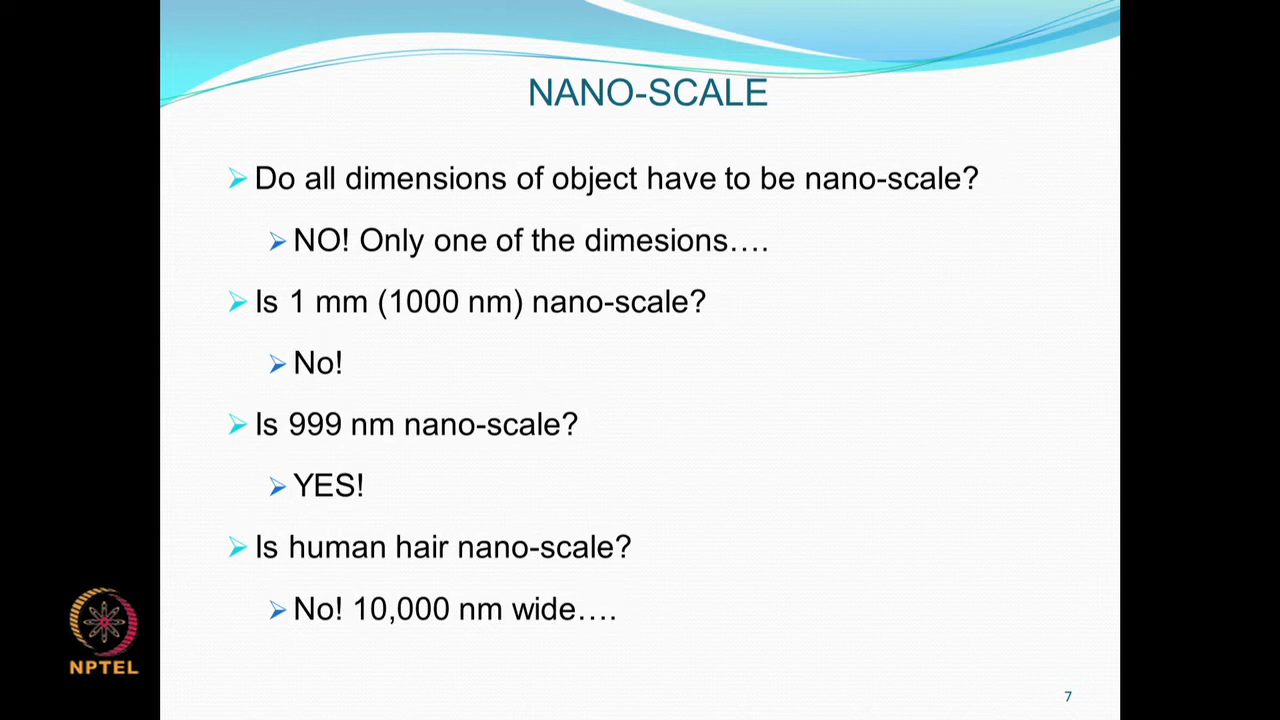 NANO-SCALE
Do all dimensions of object have to be nano-scale?
NO! Only one of the dimesions….
Is 1 mm (1000 nm) nano-scale?
No!
Is 999 nm nano-scale?
YES!
Is human hair nano-scale?
No! 10,000 nm wide….
NPTEL
7